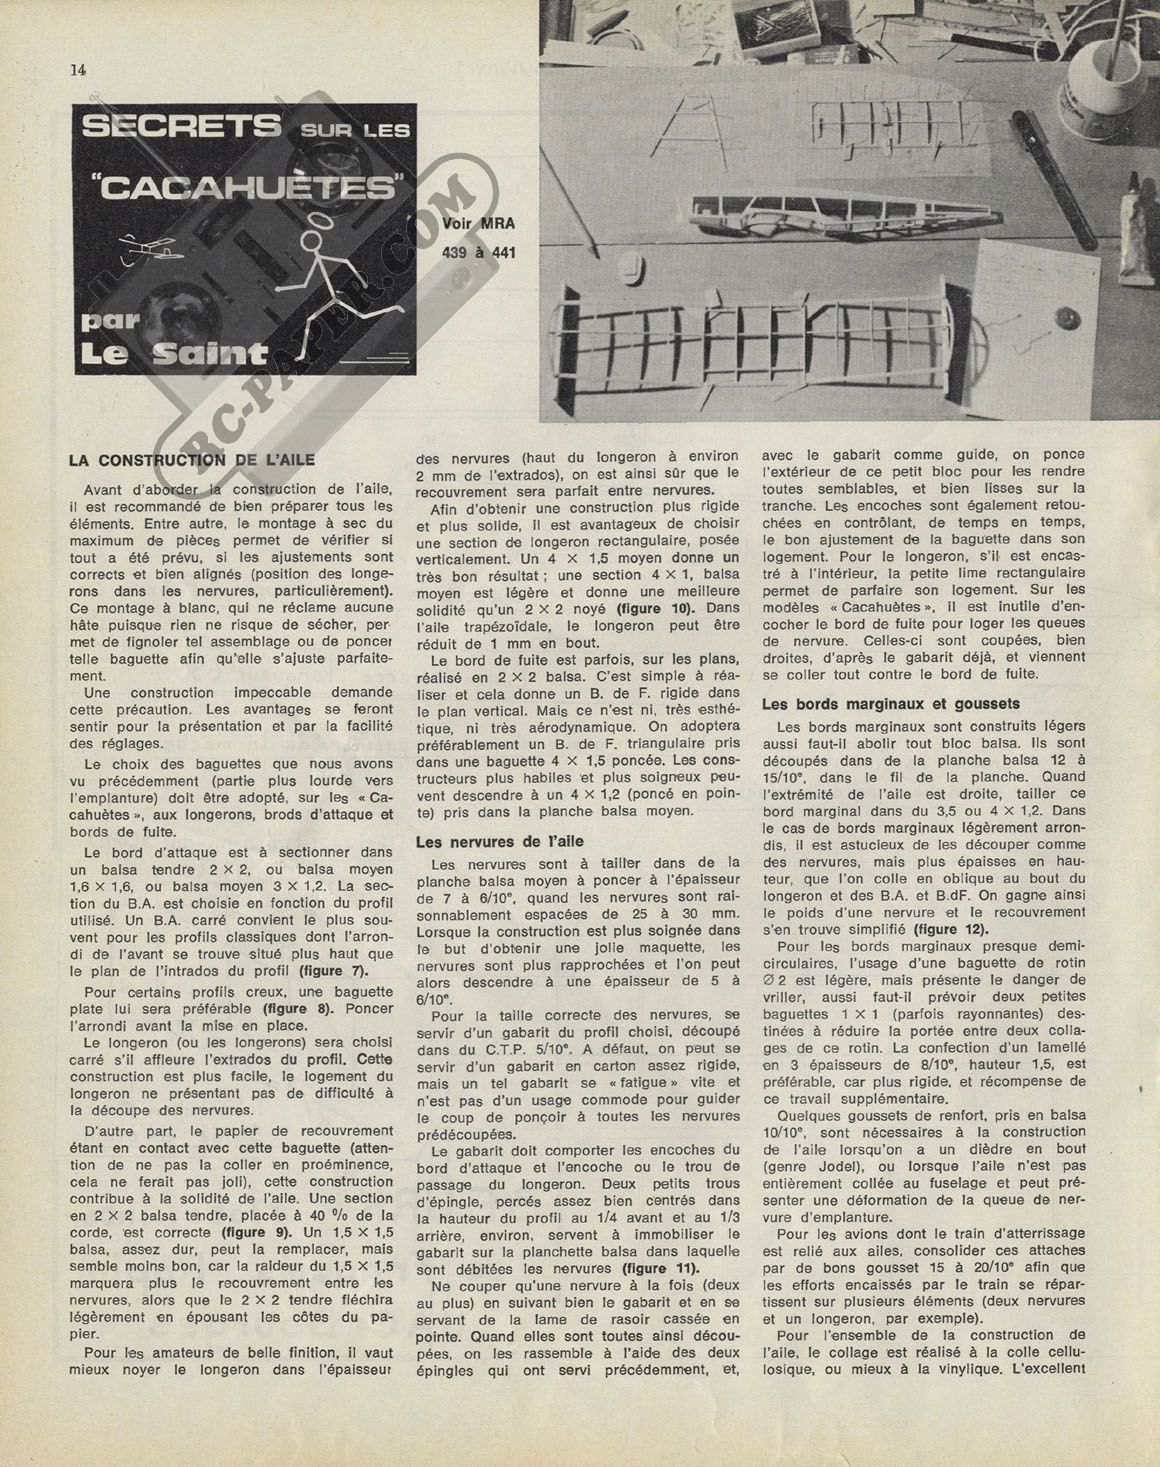 14
SECRETS SUR LES
"CACAHUÈTES"
par
Le Saint
Voir MRA
439 à 441
RC-PAPER.COM
LA CONSTRUCTION DE L'AILE
Avant d'aborder la construction de l'aile,
il est recommandé de bien préparer tous les
éléments. Entre autre, le montage à sec du
maximum de pièces permet de vérifier si
tout a été prévu, si les ajustements sont
corrects et bien alignés (position des longe-
rons dans les nervures, particulièrement).
Ce montage à blanc, qui ne réclame aucune
hâte puisque rien ne risque de sécher, per-
met de fignoler tel assemblage ou de poncer
telle baguette afin qu'elle s'ajuste parfaite-
ment.
Une construction impeccable demande
cette précaution. Les avantages se feront
sentir pour la présentation et par la facilité
des réglages.
Le choix des baguettes que nous avons
vu précédemment (partie plus lourde vers
l'emplanture) doit être adopté, sur les « Ca-
cahuètes », aux longerons, brods d'attaque et
bords de fuite.
Le bord d'attaque est à sectionner dans
un balsa tendre 2 × 2, ou balsa moyen
1,6 × 1,6, ou balsa moyen 3 × 1,2. La sec-
tion du B.A. est choisie en fonction du profil
utilisé. Un B.A. carré convient le plus sou-
vent pour les profils classiques dont l'arron-
di de l'avant se trouve situé plus haut que
le plan de l'intrados du profil (figure 7).
Pour certains profils creux, une baguette
plate lui sera préférable (figure 8). Poncer
l'arrondi avant la mise en place.
Le longeron (ou les longerons) sera choisi
carré s'il affleure l'extrados du profil. Cette
construction est plus facile, le logement du
longeron ne présentant pas de difficulté à
la découpe des nervures.
D'autre part, le papier de recouvrement
étant en contact avec cette baguette (atten-
tion de ne pas la coller en proéminence,
cela ne ferait pas joli), cette construction
contribue à la solidité de l'aile. Une section
en 2 × 2 balsa tendre, placée à 40 % de la
corde, est correcte (figure 9). Un 1,5 × 1,5
balsa, assez dur, peut la remplacer, mais
semble moins bon, car la raideur du 1,5 × 1,5
marquera plus le recouvrement entre les
nervures, alors que le 2 × 2 tendre fléchira
légèrement en épousant les côtes du pa-
pier.
Pour les amateurs de belle finition, il vaut
mieux noyer le longeron dans l'épaisseur
des nervures (haut du longeron à environ
2 mm de l'extrados), on est ainsi sûr que le
recouvrement sera parfait entre nervures.
Afin d'obtenir une construction plus rigide
et plus solide, il est avantageux de choisir
une section de longeron rectangulaire, posée
verticalement. Un 4 × 1,5 moyen donne un
très bon résultat ; une section 4 × 1, balsa
moyen est légère et donne une meilleure
solidité qu'un 2 × 2 noyé (figure 10). Dans
l'aile trapézoïdale, le longeron peut être
réduit de 1 mm en bout.
Le bord de fuite est parfois, sur les plans,
réalisé en 2 × 2 balsa. C'est simple à réa-
liser et cela donne un B. de F. rigide dans
le plan vertical. Mais ce n'est ni, très esthé-
tique, ni très aérodynamique. On adoptera
préférablement un B. de F. triangulaire pris
dans une baguette 4 × 1,5 poncée. Les cons-
tructeurs plus habiles et plus soigneux peu-
vent descendre à un 4 × 1,2 (poncé en poin-
te) pris dans la planche balsa moyen.
Les nervures de l'aile
Les nervures sont à tailler dans de la
planche balsa moyen à poncer à l'épaisseur
de 7 à 6/10°, quand les nervures sont rai-
sonnablement espacées de 25 à 30 mm.
Lorsque la construction est plus soignée dans
le but d'obtenir une jolie maquette, les
nervures sont plus rapprochées et l'on peut
alors descendre à une épaisseur de 5 à
6/10°.
Pour la taille correcte des nervures, se
servir d'un gabarit du profil choisi, découpé
dans du C.T.P. 5/10°. A défaut, on peut se
servir d'un gabarit en carton assez rigide,
mais un tel gabarit se « fatigue » vite et
n'est pas d'un usage commode pour guider
le coup de ponçoir à toutes les nervures
prédécoupées.
Le gabarit doit comporter les encoches du
bord d'attaque et l'encoche ou le trou de
passage du longeron. Deux petits trous
d'épingle, percés assez bien centrés dans
la hauteur du profil au 1/4 avant et au 1/3
arrière, environ, servent à immobiliser le
gabarit sur la planchette balsa dans laquelle
sont débitées les nervures (figure 11).
Ne couper qu'une nervure à la fois (deux
au plus) en suivant bien le gabarit et en se
servant de la lame de rasoir cassée en
pointe. Quand elles sont toutes ainsi décou-
pées, on les rassemble à l'aide des deux
épingles qui ont servi précédemment, et,
avec le gabarit comme guide, on ponce
l'extérieur de ce petit bloc pour les rendre
toutes semblables, et bien lisses sur la
tranche. Les encoches sont également retou-
chées en contrôlant, de temps en temps,
le bon ajustement de la baguette dans son
logement. Pour le longeron, s'il est encas-
tré à l'intérieur, la petite lime rectangulaire
permet de parfaire son logement. Sur les
modèles « Cacahuètes », il est inutile d'en-
cocher le bord de fuite pour loger les queues
de nervure. Celles-ci sont coupées, bien
droites, d'après le gabarit déjà, et viennent
se coller tout contre le bord de fuite.
Les bords marginaux et goussets
Les bords marginaux sont construits légers
aussi faut-il abolir tout bloc balsa. Ils sont
découpés dans de la planche balsa 12 à
15/10°, dans le fil de la planche. Quand
l'extrémité de l'aile est droite, tailler ce
bord marginal dans du 3,5 ou 4 × 1,2. Dans
le cas de bords marginaux légèrement arron-
dis, il est astucieux de les découper comme
des nervures, mais plus épaisses en hau-
teur, que l'on colle en oblique au bout du
longeron et des B.A. et B.dF. On gagne ainsi
le poids d'une nervure et le recouvrement
s'en trouve simplifié (figure 12).
Pour les bords marginaux presque demi-
circulaires, l'usage d'une baguette de rotin
∅ 2 est légère, mais présente le danger de
vriller, aussi faut-il prévoir deux petites
baguettes 1 × 1 (parfois rayonnantes) des-
tinées à réduire la portée entre deux colla-
ges de ce rotin. La confection d'un lamellé
en 3 épaisseurs de 8/10°, hauteur 1,5, est
préférable, car plus rigide, et récompense de
ce travail supplémentaire.
Quelques goussets de renfort, pris en balsa
10/10°, sont nécessaires à la construction
de l'aile lorsqu'on a un dièdre en bout
(genre Jodel), ou lorsque l'aile n'est pas
entièrement collée au fuselage et peut pré-
senter une déformation de la queue de ner-
vure d'emplanture.
Pour les avions dont le train d'atterrissage
est relié aux ailes, consolider ces attaches
par de bons gousset 15 à 20/10° afin que
les efforts encaissés par le train se répar-
tissent sur plusieurs éléments (deux nervures
et un longeron, par exemple).
Pour l'ensemble de la construction de
l'aile, le collage est réalisé à la colle cellu-
losique, ou mieux à la vinylique. L'excellent